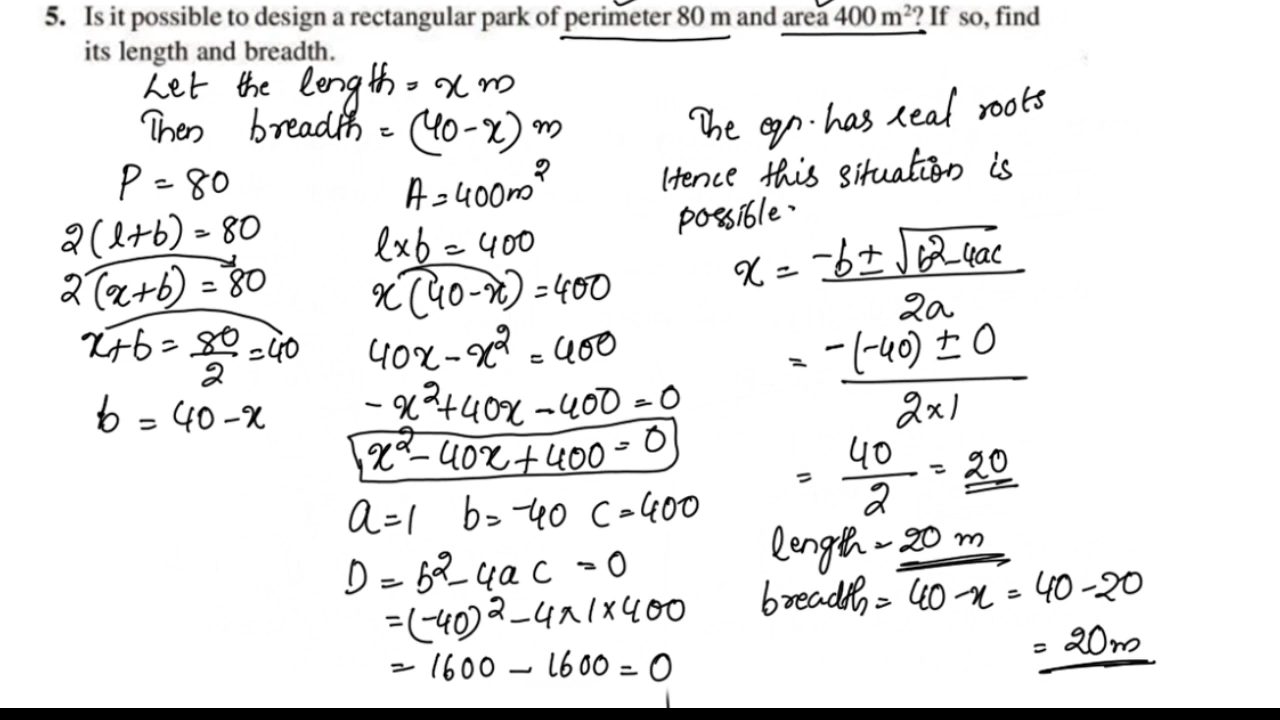 5. Is it possible to design a rectangular park of perimeter 80 m and area 400 m²? If so, find
its length and breadth.
Let the length = x m
Then breadth = (40-x) m
P = 80
2(l+b) = 80
2(x+b) = 80
x+b = 80/2 = 40
b = 40-x
A = 400m²
l×b = 400
x(40-x) = 400
40x - x² = 400
-x²+40x-400 = 0
x²-40x+400 = 0
a=1 b=-40 c=400
D = b²-4ac = 0
=(-40)²-4×1×400
= 1600 - 1600 = 0
The eqn. has real roots
Hence this situation is
possible.
x = -b±√b²-4ac / 2a
= -(-40) ± 0 / 2×1
= 40/2 = 20
length = 20 m
breadth = 40-x = 40-20
= 20m